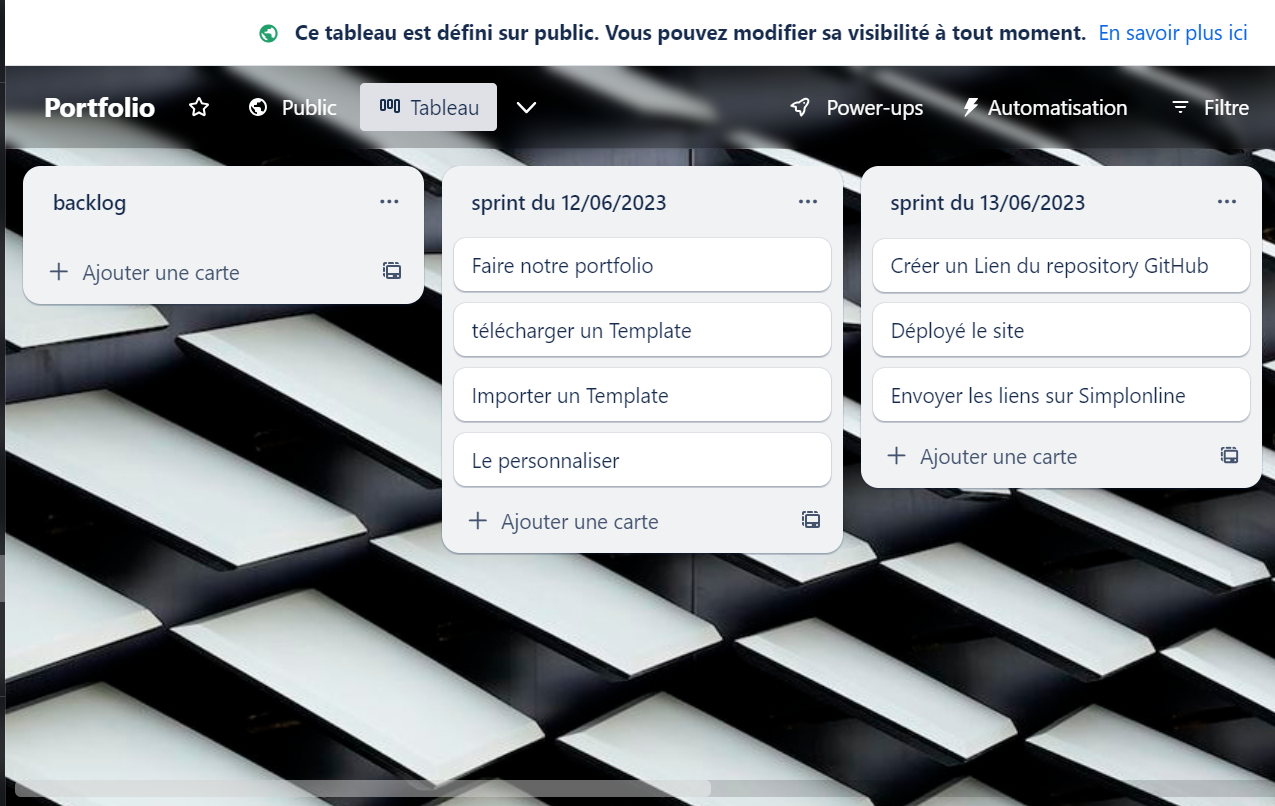 Ce tableau est défini sur public. Vous pouvez modifier sa visibilité à tout moment. En savoir plus ici
Portfolio Public Tableau Power-ups Automatisation Filtre
backlog
Ajouter une carte
sprint du 12/06/2023
Faire notre portfolio
télécharger un Template
Importer un Template
Le personnaliser
Ajouter une carte
sprint du 13/06/2023
Créer un Lien du repository GitHub
Déployé le site
Envoyer les liens sur Simplonline
Ajouter une carte